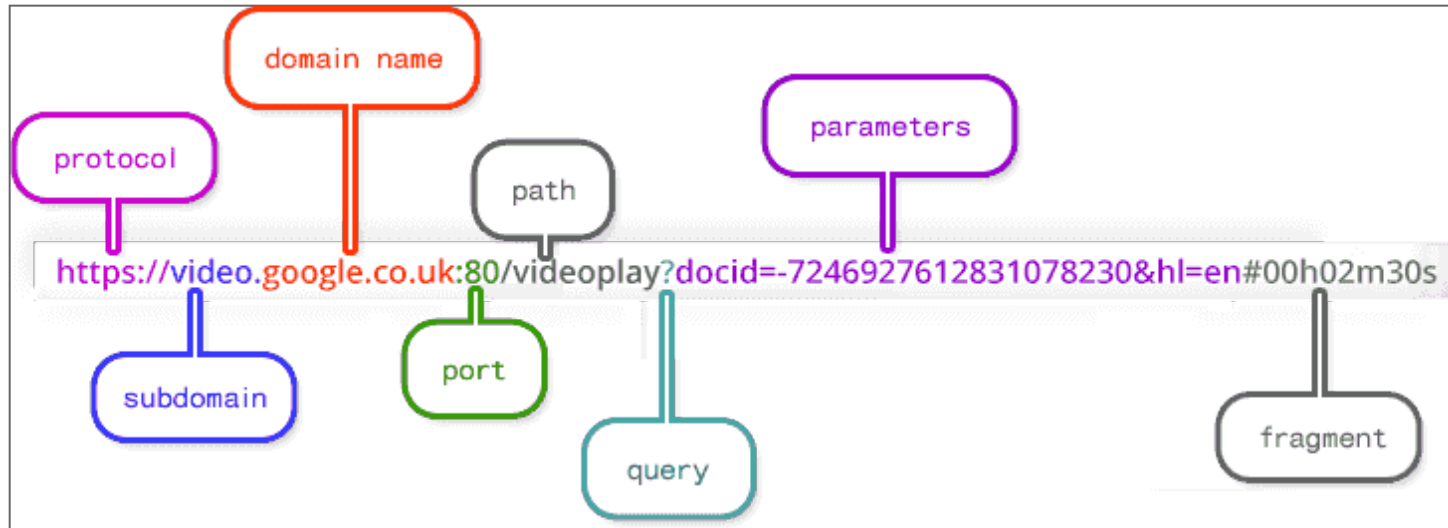 domain name
protocol
parameters
path
https://video.google.co.uk:80/videoplay?docid=-7246927612831078230&hl=en#00h02m30s
subdomain
port
query
fragment